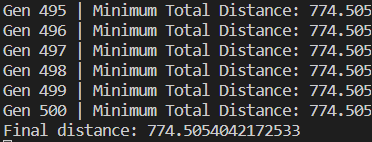 Gen 495 | Minimum Total Distance: 774.505
Gen 496 | Minimum Total Distance: 774.505
Gen 497 | Minimum Total Distance: 774.505
Gen 498 | Minimum Total Distance: 774.505
Gen 499 | Minimum Total Distance: 774.505
Gen 500 | Minimum Total Distance: 774.505
Final distance: 774.5054042172533